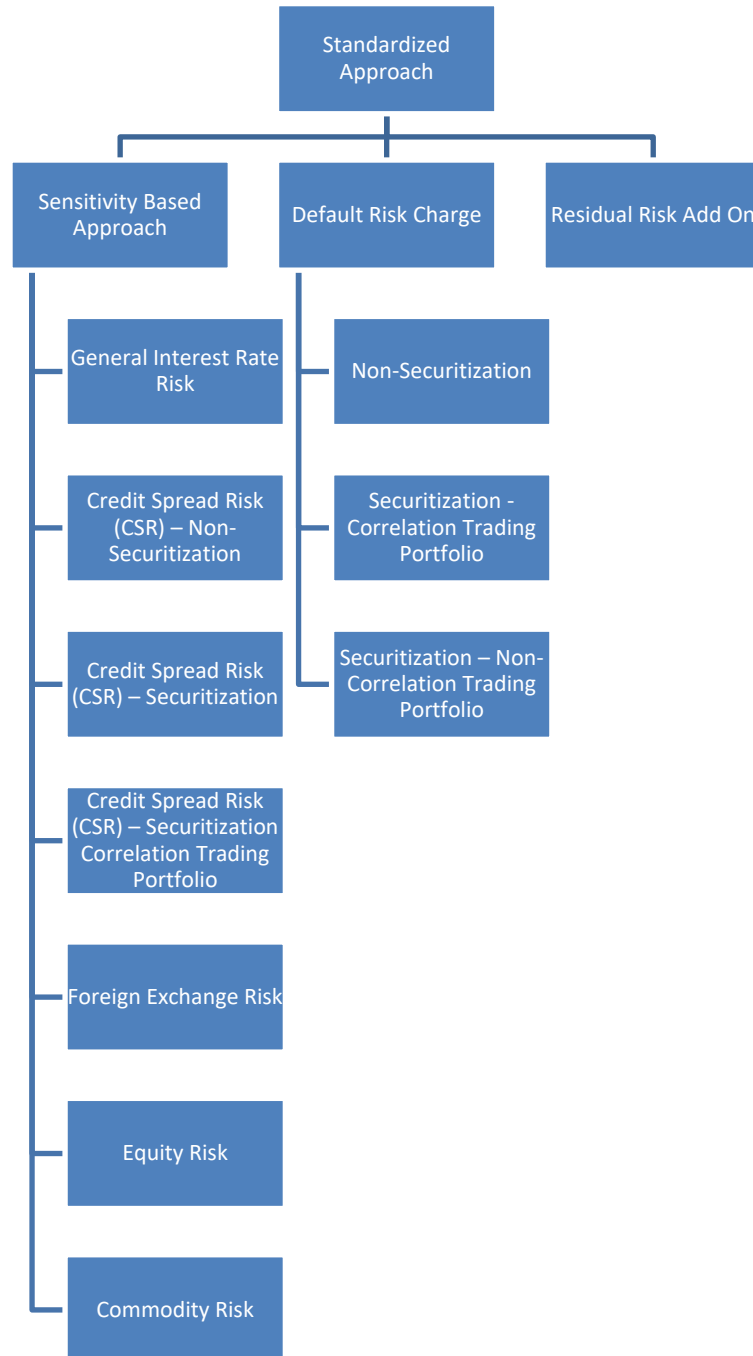 Standardized
Approach
Sensitivity Based
Approach
Default Risk Charge
Residual Risk Add On
General Interest Rate
Risk
Non-Securitization
Credit Spread Risk
(CSR) – Non-
Securitization
Securitization -
Correlation Trading
Portfolio
Credit Spread Risk
(CSR) – Securitization
Securitization – Non-
Correlation Trading
Portfolio
Credit Spread Risk
(CSR) – Securitization
Correlation Trading
Portfolio
Foreign Exchange Risk
Equity Risk
Commodity Risk